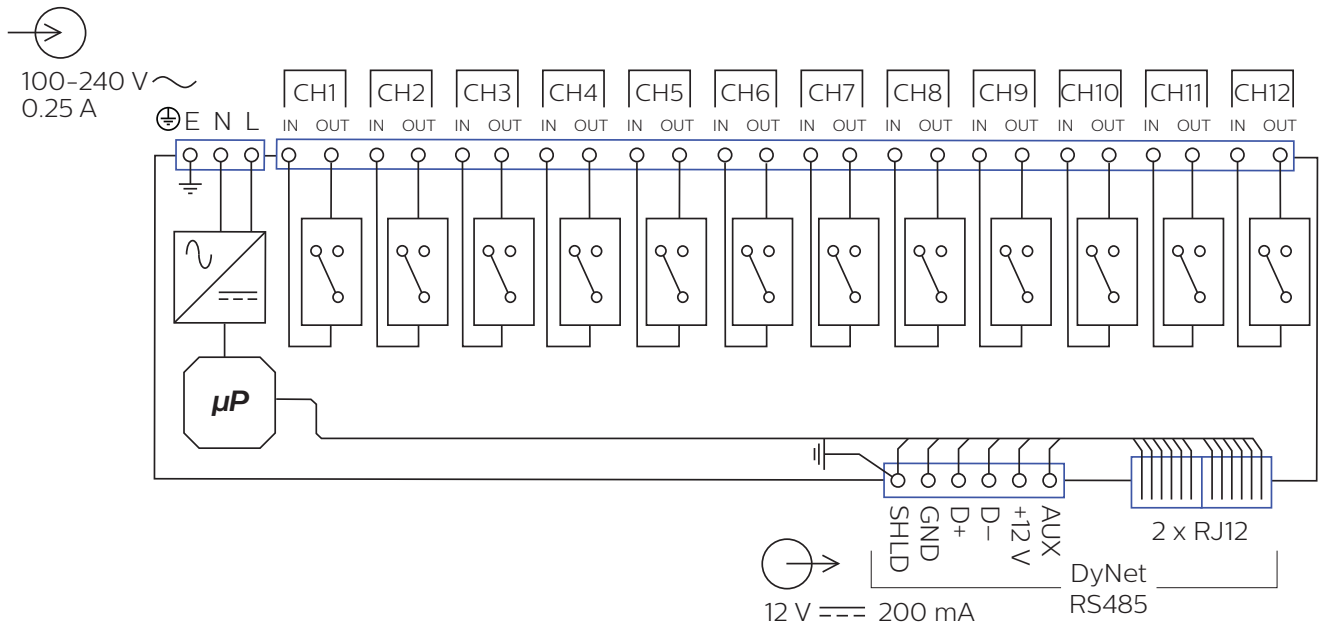 100-240 V
0.25 A
E N L
CH1 CH2 CH3 CH4 CH5 CH6 CH7 CH8 CH9 CH10 CH11 CH12
IN OUT IN OUT IN OUT IN OUT IN OUT IN OUT IN OUT IN OUT IN OUT IN OUT IN OUT IN OUT
µP
SHLD
GND
D+
D-
+12 V
AUX
2 x RJ12
DyNet
RS485
12 V 200 mA